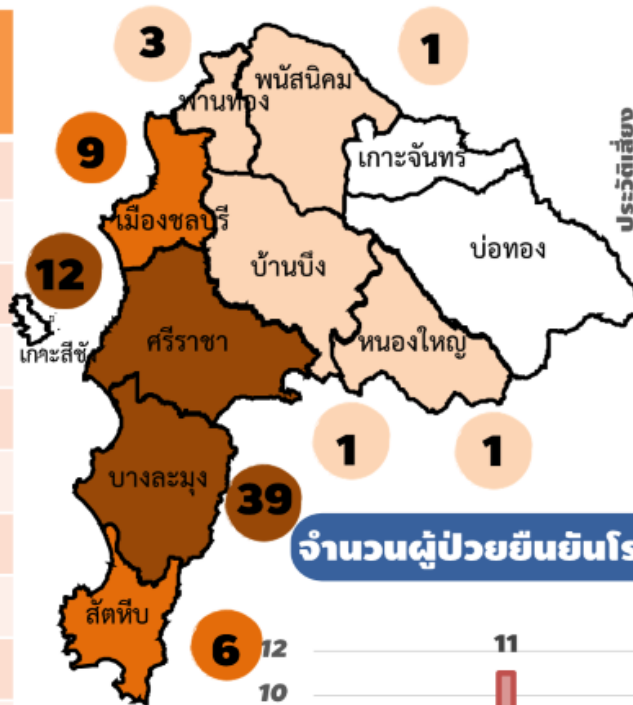 3
1
พนัสนิคม
พานทอง
ประวัติเสี่ยง
9
เกาะจันทร์
เมืองชลบุรี
บ่อทอง
บ้านบึง
12
ศรีราชา
หนองใหญ่
เกาะสีชัง
1
1
บางละมุง
39
จำนวนผู้ป่วยยืนยันโร
สัตหีบ
6
12
11
10